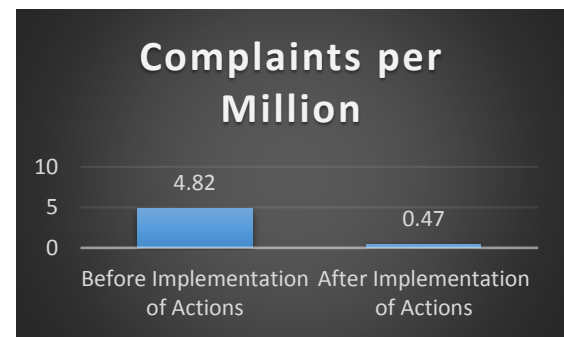 Complaints per
Million
10
4.82
5
0.47
0
Before Implementation
of Actions
After Implementation
of Actions